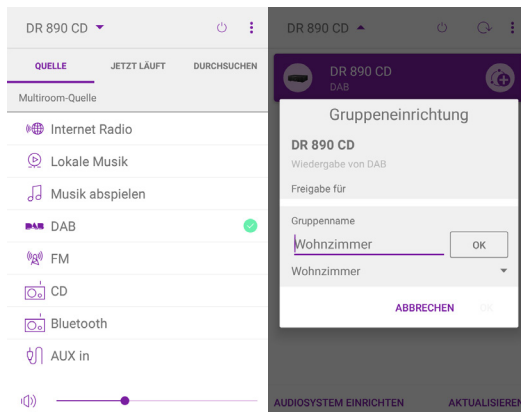 DR 890 CD
QUELLE JETZT LÄUFT DURCHSUCHEN
Multiroom-Quelle
Internet Radio
Lokale Musik
Musik abspielen
DAB DAB
FM
CD
Bluetooth
AUX in
DR 890 CD
DR 890 CD
DAB
Gruppeneinrichtung
DR 890 CD
Wiedergabe von DAB
Freigabe für
Gruppenname
Wohnzimmer OK
Wohnzimmer
ABBRECHEN OK
AUDIOSYSTEM EINRICHTEN AKTUALISIEREN